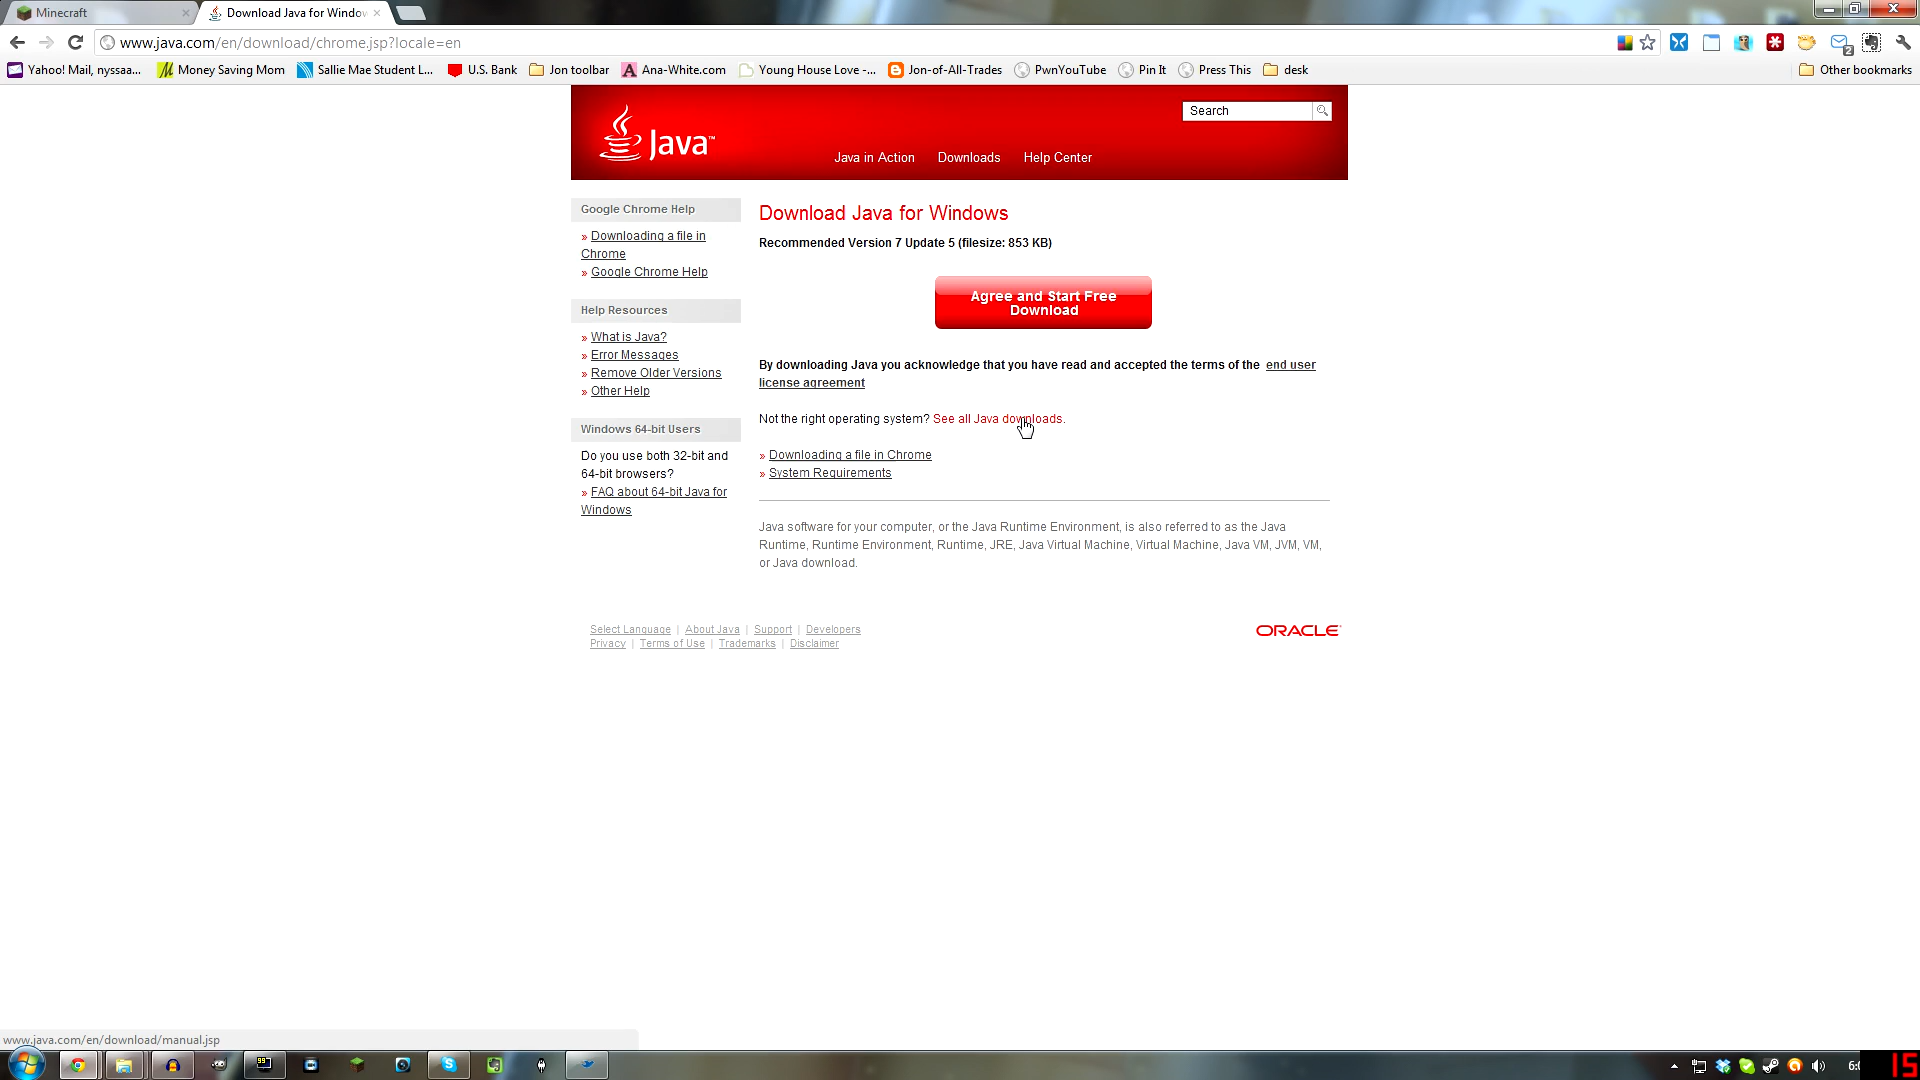 Minecraft
Download Java for Windo
www.java.com/en/download/chrome.jsp?locale=en
2
Yahoo! Mail, nyssaa...
Money Saving Mom
Sallie Mae Student L...
U.S. Bank
Jon toolbar
A
Ana-White.com
Young House Love -...
Jon-of-All-Trades
PwnYouTube
Pin It
Press This
desk
Other bookmarks
Java™
Search
Java in Action
Downloads
Help Center
Google Chrome Help
» Downloading a file in
Chrome
» Google Chrome Help
Help Resources
» What is Java?
» Error Messages
» Remove Older Versions
» Other Help
Windows 64-bit Users
Do you use both 32-bit and
64-bit browsers?
» FAQ about 64-bit Java for
Windows
Download Java for Windows
Recommended Version 7 Update 5 (filesize: 853 KB)
Agree and Start Free
Download
By downloading Java you acknowledge that you have read and accepted the terms of the end user
license agreement
Not the right operating system? See all Java downloads.
» Downloading a file in Chrome
» System Requirements
Java software for your computer, or the Java Runtime Environment, is also referred to as the Java
Runtime, Runtime Environment, Runtime, JRE, Java Virtual Machine, Virtual Machine, Java VM, JVM, VM,
or Java download.
Select Language | About Java | Support | Developers
Privacy | Terms of Use | Trademarks | Disclaimer
ORACLE
www.java.com/en/download/manual.jsp
99
15